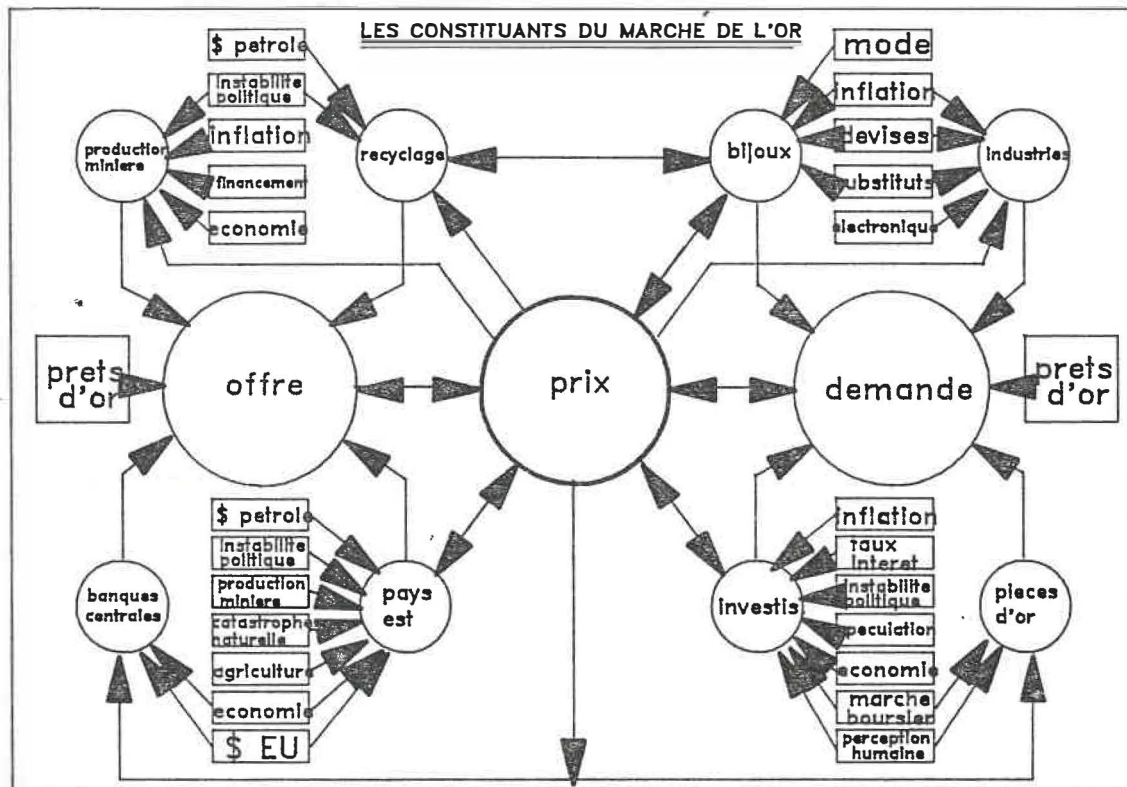 LES CONSTITUANTS DU MARCHE DE L'OR
$ petrole
instabilite
politique
inflation
financement
economie
production
miniere
recyclage
bijoux
mode
inflation
devises
substituts
electronique
industries
prets
d'or
offre
prix
demande
prets
d'or
banques
centrales
$ petrole
instabilite
politique
production
miniere
catastrophes
naturelle
agriculture
economie
$ EU
pays
est
investis
inflation
taux
interet
instabilite
politique
speculation
economie
marche
boursier
perception
humaine
pieces
d'or